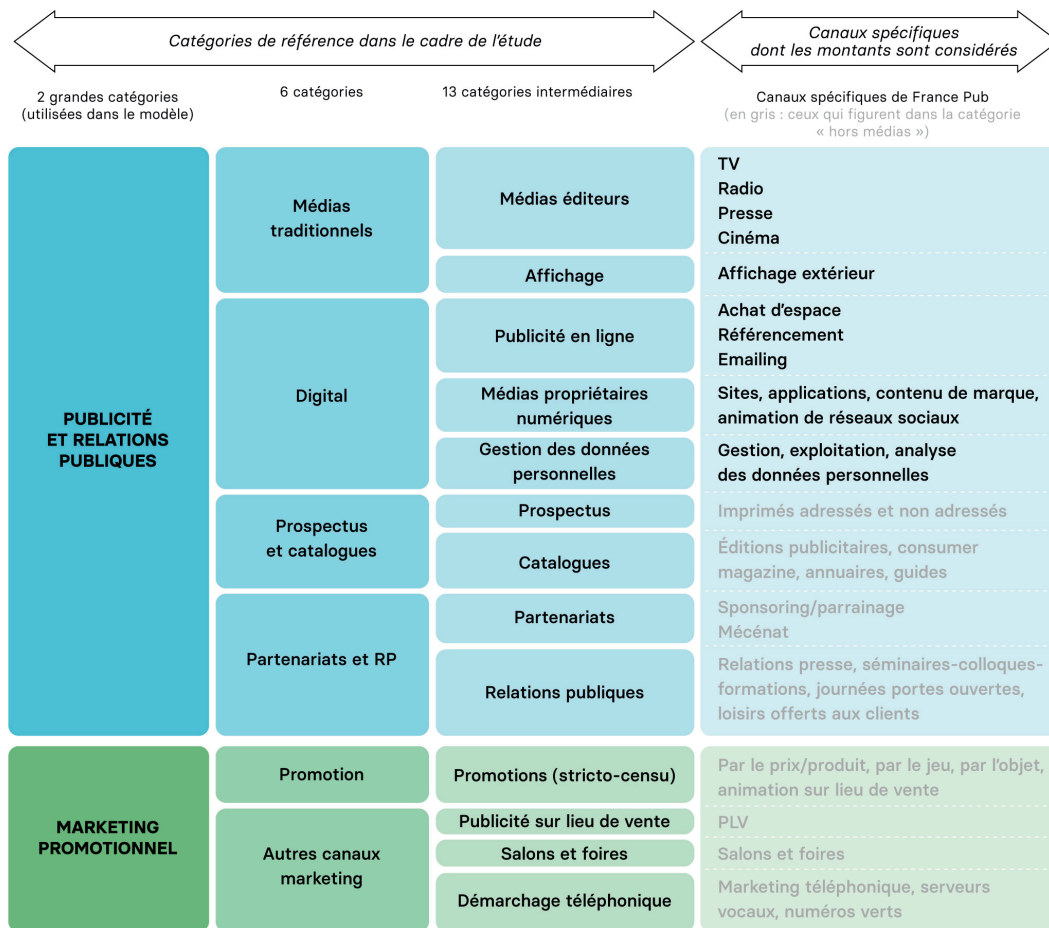 Catégories de référence dans le cadre de l'étude
Canaux spécifiques
dont les montants sont considérés
2 grandes catégories
(utilisées dans le modèle)
6 catégories
13 catégories intermédiaires
Canaux spécifiques de France Pub
(en gris : ceux qui figurent dans la catégorie
« hors médias »)
PUBLICITÉ
ET RELATIONS
PUBLIQUES
Médias
traditionnels
Médias éditeurs
TV
Radio
Presse
Cinéma
Affichage
Affichage extérieur
Digital
Publicité en ligne
Achat d'espace
Référencement
Emailing
Médias propriétaires
numériques
Sites, applications, contenu de marque,
animation de réseaux sociaux
Gestion des données
personnelles
Gestion, exploitation, analyse
des données personnelles
Prospectus
et catalogues
Prospectus
Imprimés adressés et non adressés
Catalogues
Éditions publicitaires, consumer
magazine, annuaires, guides
Partenariats et RP
Partenariats
Sponsoring/parrainage
Mécénat
Relations publiques
Relations presse, séminaires-colloques-
formations, journées portes ouvertes,
loisirs offerts aux clients
MARKETING
PROMOTIONNEL
Promotion
Promotions (stricto-censu)
Par le prix/produit, par le jeu, par l'objet,
animation sur lieu de vente
Autres canaux
marketing
Publicité sur lieu de vente
PLV
Salons et foires
Salons et foires
Démarchage téléphonique
Marketing téléphonique, serveurs
vocaux, numéros verts